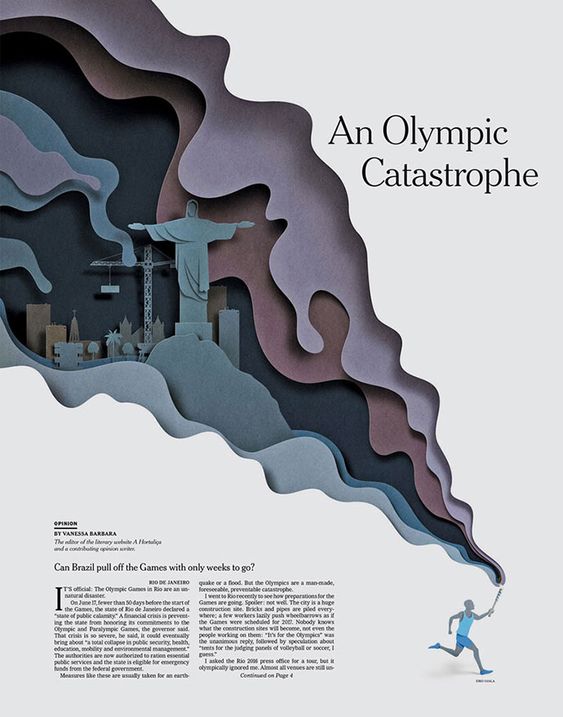 An Olympic
Catastrophe
OPINION
BY VANESSA BARBARA
The editor of the literary website A Hortaliça
and a contributing opinion writer.
Can Brazil pull off the Games with only weeks to go?
RIO DE JANEIRO
IT'S official: The Olympic Games in Rio are an un-
natural disaster.
On June 17, fewer than 50 days before the start of
the Games, the state of Rio de Janeiro declared a
"state of public calamity." A financial crisis is prevent-
ing the state from honoring its commitments to the
Olympic and Paralympic Games, the governor said.
That crisis is so severe, he said, it could eventually
bring about "a total collapse in public security, health,
education, mobility and environmental management."
The authorities are now authorized to ration essential
public services and the state is eligible for emergency
funds from the federal government.
Measures like these are usually taken for an earth-
quake or a flood. But the Olympics are a man-made,
foreseeable, preventable catastrophe.
I went to Rio recently to see how preparations for the
Games are going. Spoiler: not well. The city is a huge
construction site. Bricks and pipes are piled every-
where; a few workers lazily push wheelbarrows as if
the Games were scheduled for 2017. Nobody knows
what the construction sites will become, not even the
people working on them: "It's for the Olympics" was
the unanimous reply, followed by speculation about
"tents for the judging panels of volleyball or soccer, I
guess."
I asked the Rio 2016 press office for a tour, but it
olympically ignored me. Almost all venues are still un-
Continued on Page 4
EIKO OJALA